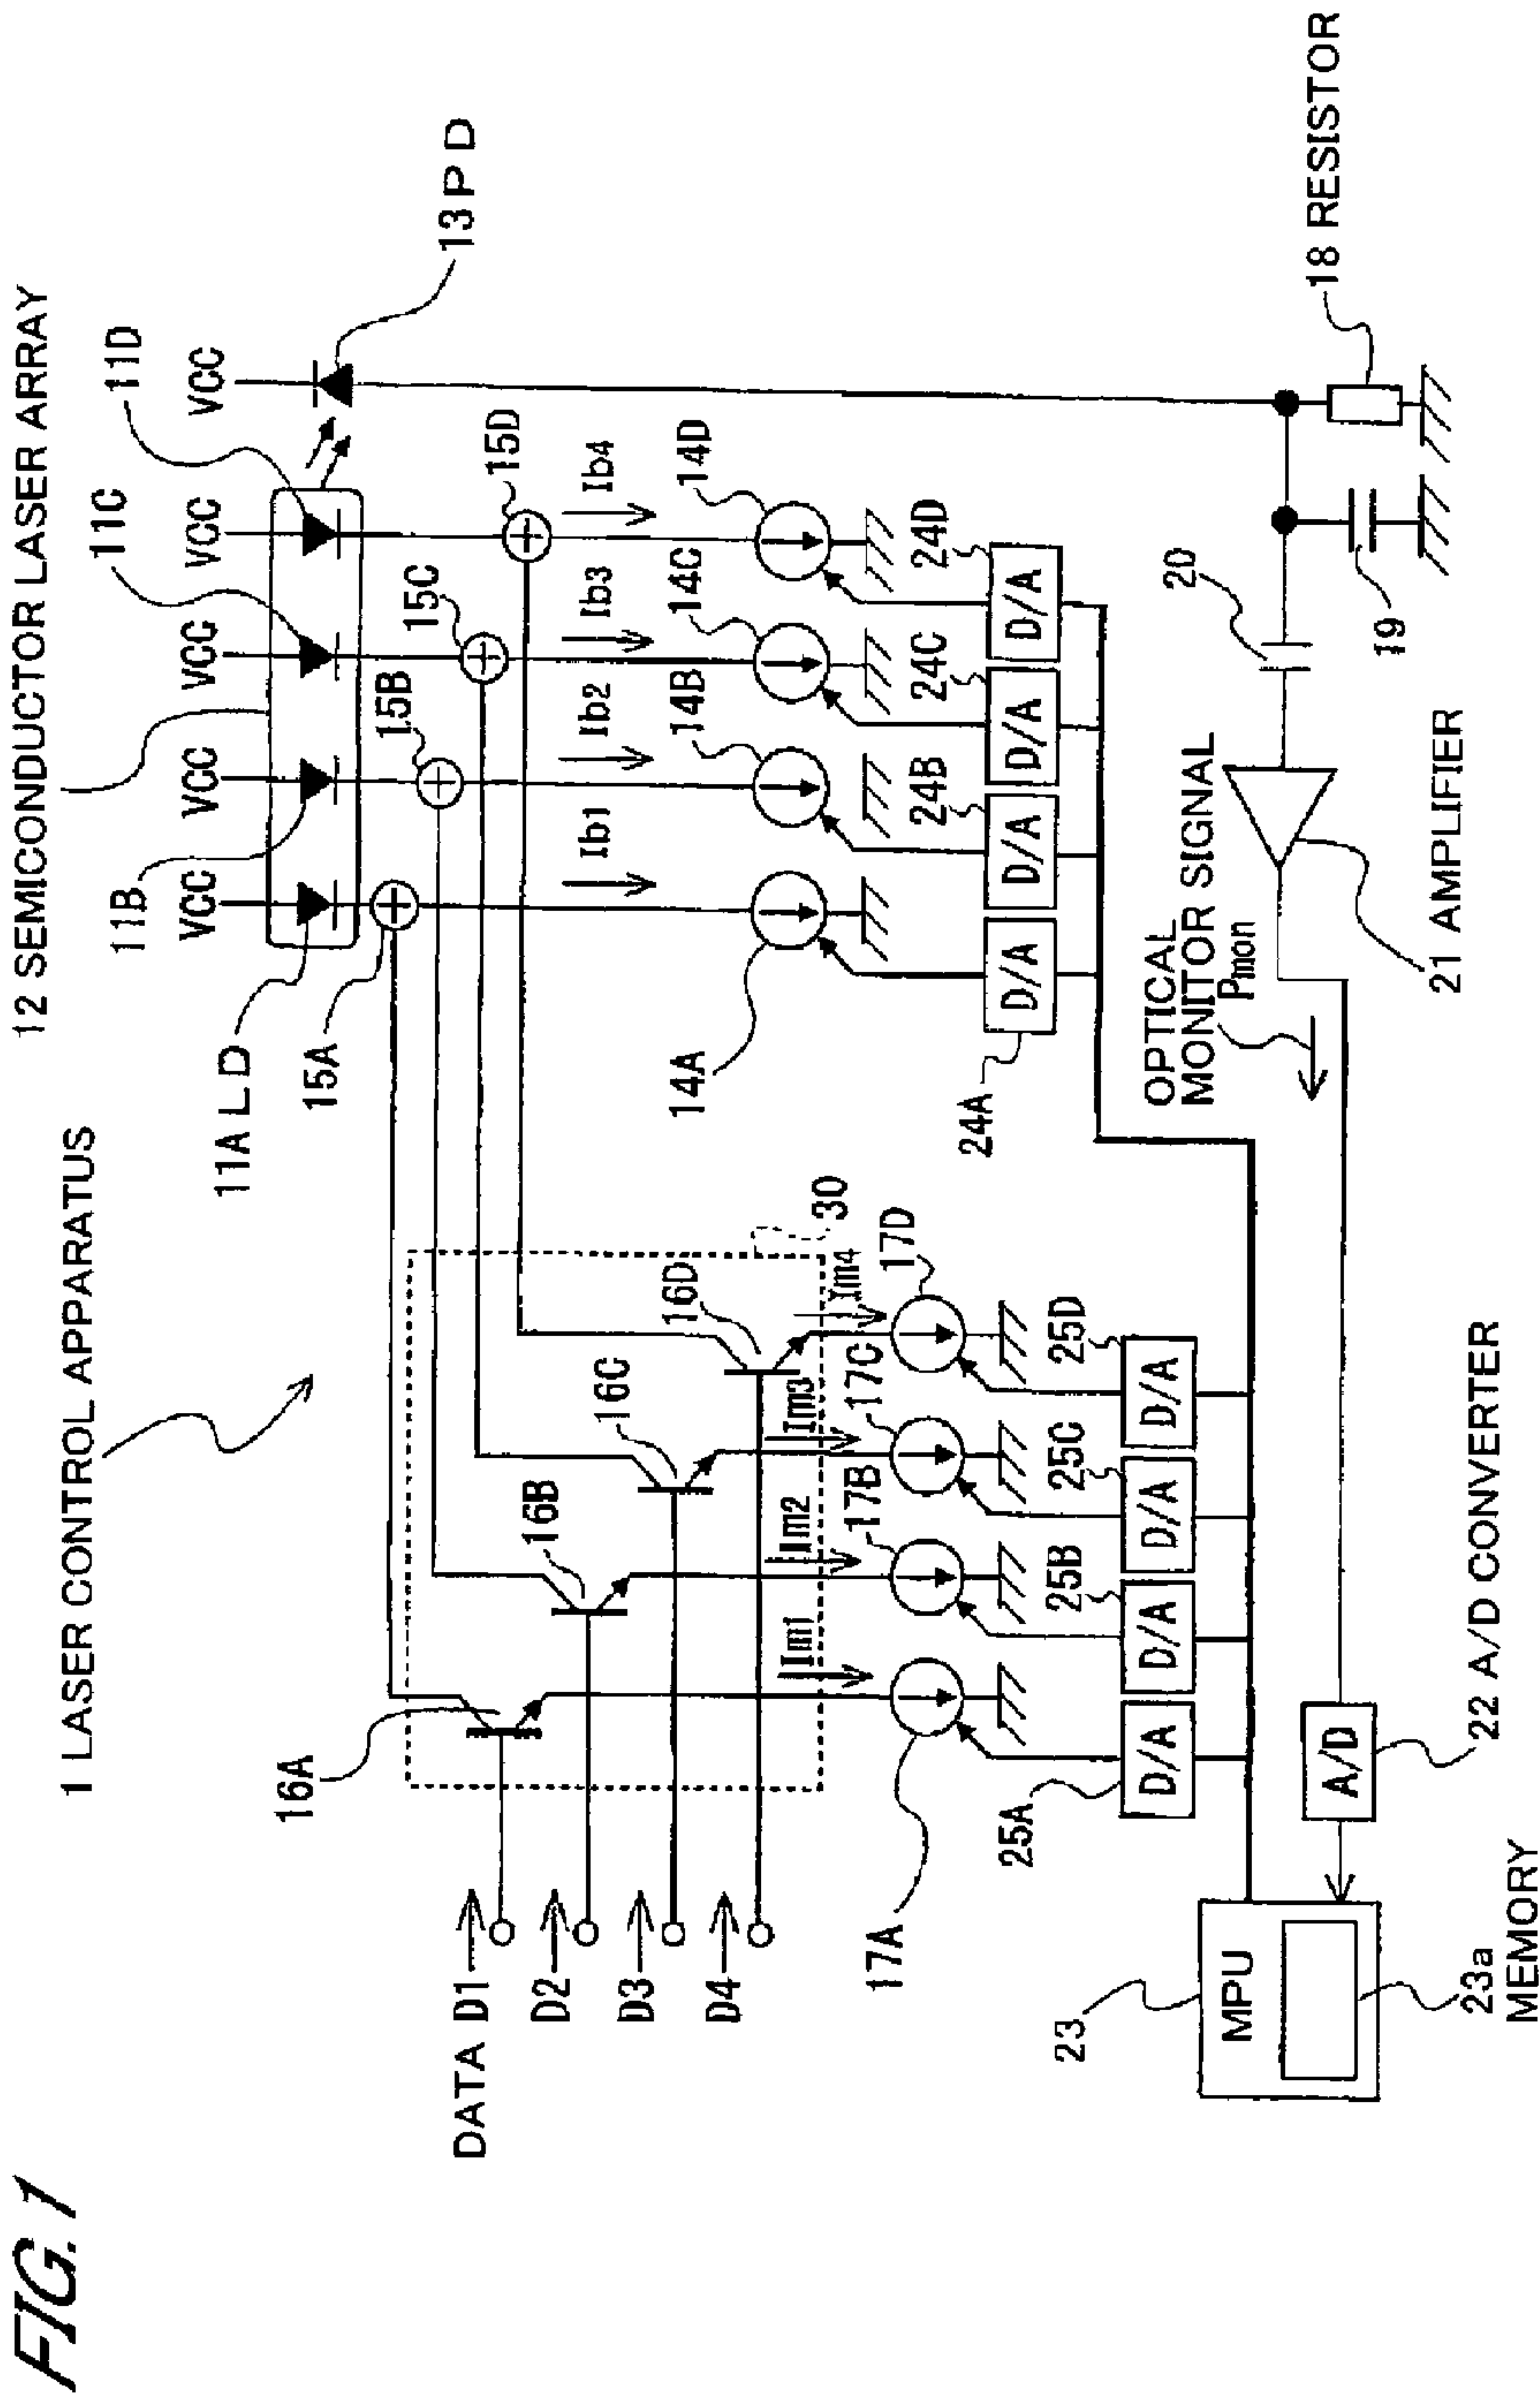 FIG. 1
1 LASER CONTROL APPARATUS
12 SEMICONDUCTOR LASER ARRAY
11A L D
11B
11C
11D
VCC
VCC
VCC
VCC
VCC
13 P D
15A
15B
15C
15D
Ib1
Ib2
Ib3
Ib4
14A
14B
14C
14D
24A
24B
24C
24D
D/A
D/A
D/A
D/A
16A
16B
16C
16D
30
DATA D1
D2
D3
D4
Im1
Im2
Im3
Im4
17A
17B
17C
17D
25A
25B
25C
25D
D/A
D/A
D/A
D/A
18 RESISTOR
19
20
21 AMPLIFIER
OPTICAL
MONITOR SIGNAL
Pmon
A/D
22 A/D CONVERTER
23
MPU
23a
MEMORY